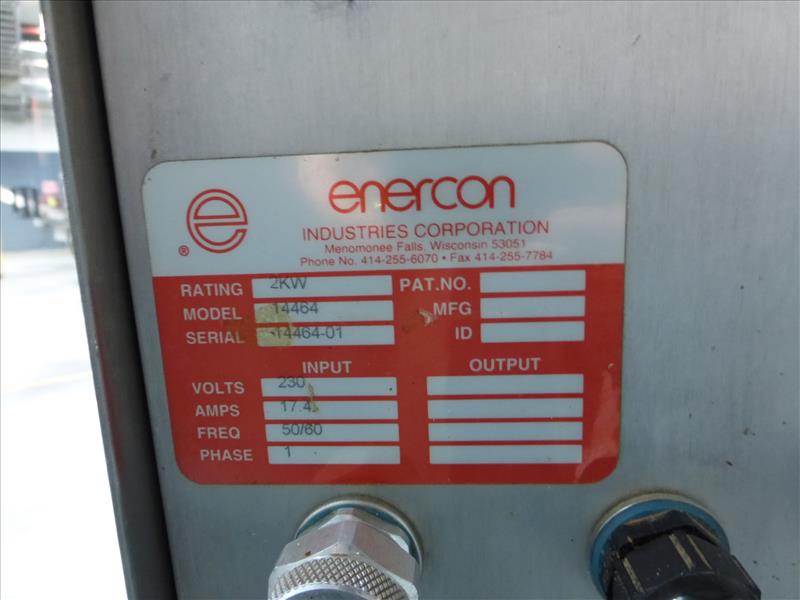 enercon
e
®
INDUSTRIES CORPORATION
Menomonee Falls, Wisconsin 53051
Phone No. 414-255-6070 • Fax 414-255-7784
RATING 2KW PAT.NO.
MODEL 14464 MFG
SERIAL 14464-01 ID
INPUT OUTPUT
VOLTS 230
AMPS 17.4
FREQ 50/60
PHASE 1